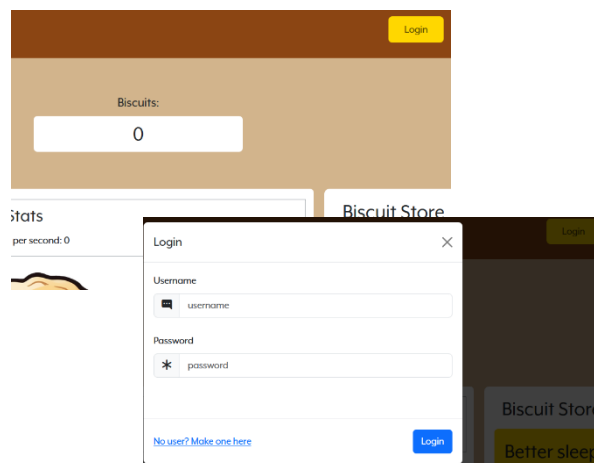 Login
Biscuits:
0
Stats
per second: 0
Biscuit Store
Login
Username
username
Password
password
No user? Make one here
Login
Login
Biscuit Store
Better sleep